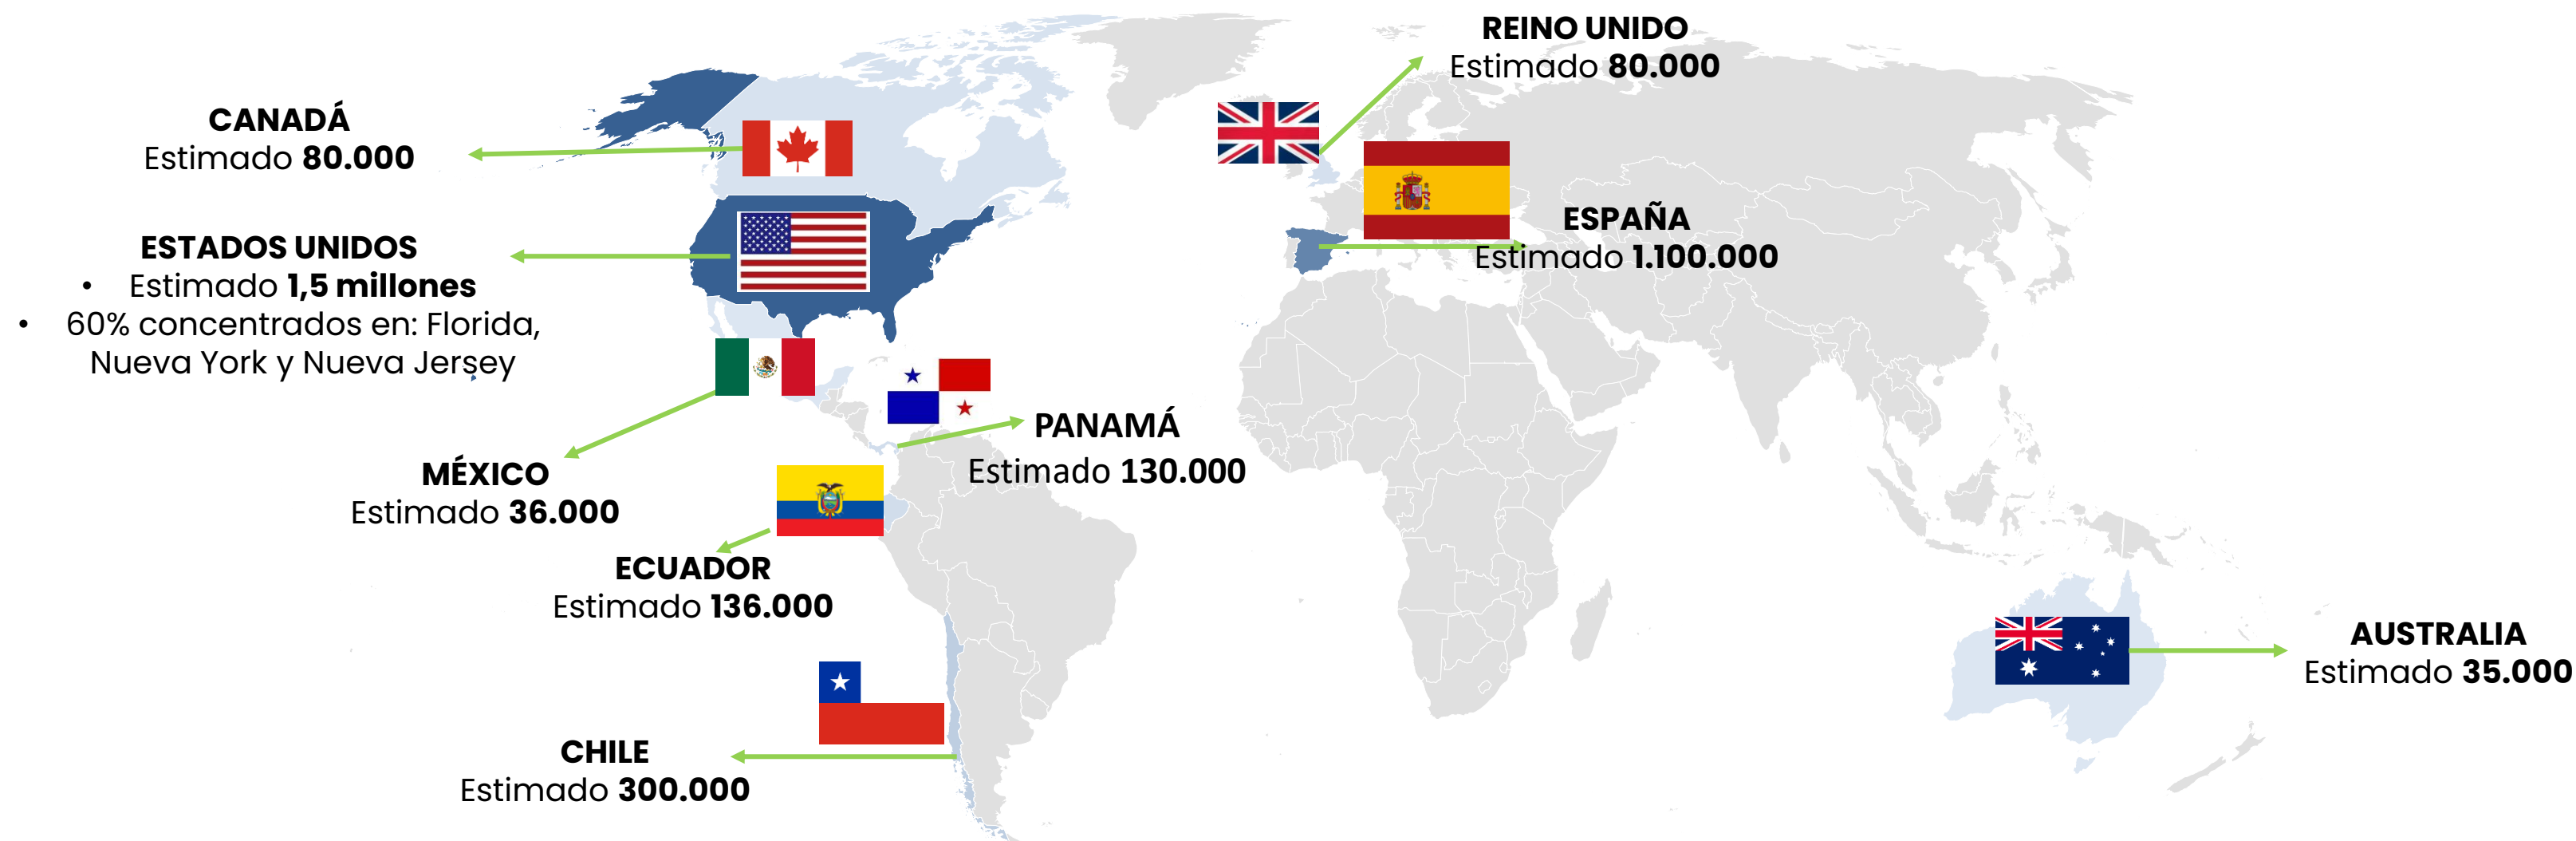 REINO UNIDO
Estimado 80.000
CANADÁ
Estimado 80.000
ESTADOS UNIDOS
• Estimado 1,5 millones
• 60% concentrados en: Florida,
Nueva York y Nueva Jersey
ESPAÑA
Estimado 1.100.000
PANAMÁ
Estimado 130.000
MÉXICO
Estimado 36.000
ECUADOR
Estimado 136.000
AUSTRALIA
Estimado 35.000
CHILE
Estimado 300.000